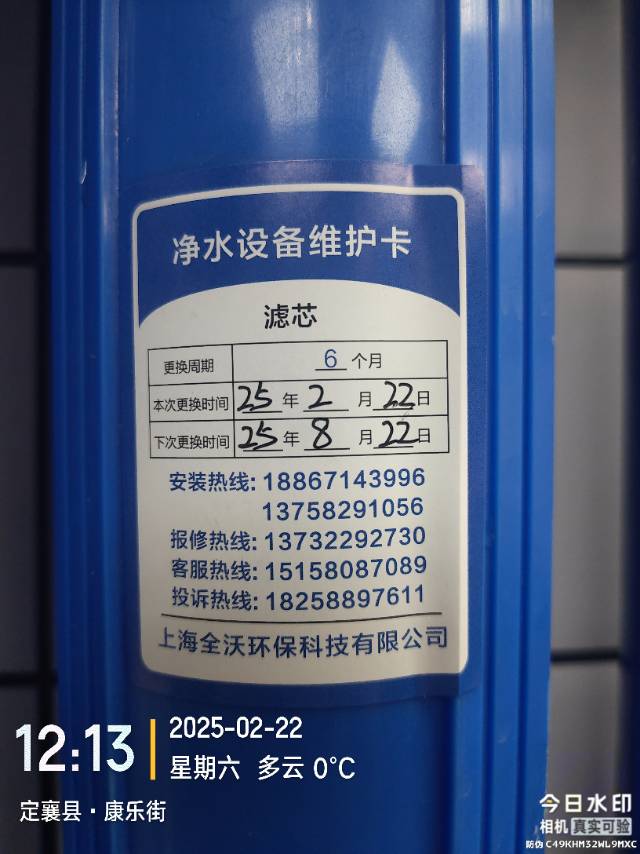 净水设备维护卡
滤芯
更换周期 6 个月
本次更换时间 25 年 2 月 22 日
下次更换时间 25 年 8 月 22 日
安装热线: 18867143996
13758291056
报修热线: 13732292730
客服热线: 15158087089
投诉热线: 18258897611
上海全沃环保科技有限公司
12:13
2025-02-22
星期六 多云 0°C
定襄县·康乐街
今日水印
相机 真实可验
防伪 C49KHM32WL9MXC